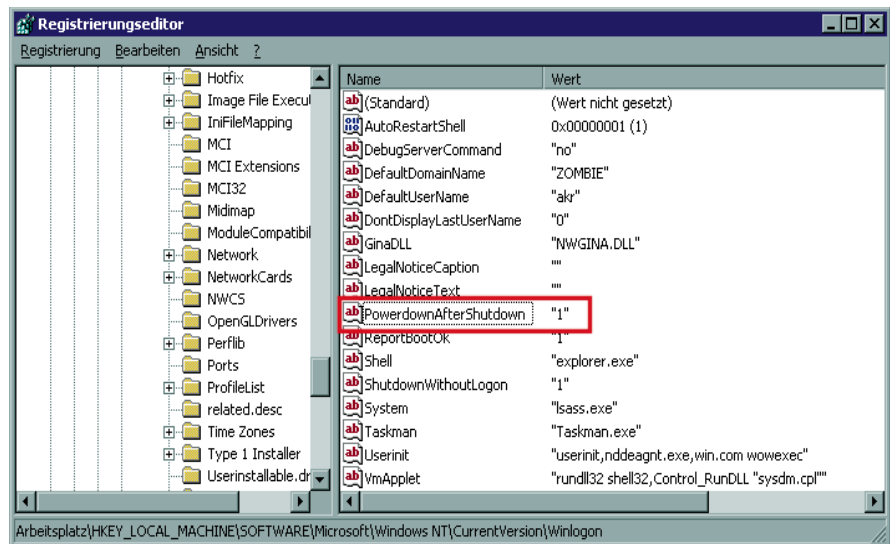 Registrierungseditor
Registrierung Bearbeiten Ansicht ?
Hotfix
Image File Execu
IniFileMapping
MCI
MCI Extensions
MCI32
Midimap
ModuleCompatibil
Network
NetworkCards
NWCS
OpenGLDrivers
Perflib
Ports
ProfileList
related.desc
Time Zones
Type 1 Installer
Userinstallable.dr
Name Wert
(Standard) (Wert nicht gesetzt)
AutoRestartShell 0x00000001 (1)
DebugServerCommand "no"
DefaultDomainName "ZOMBIE"
DefaultUserName "akr"
DontDisplayLastUserName "0"
GinaDLL "NWGINA.DLL"
LegalNoticeCaption ""
LegalNoticeText ""
PowerdownAfterShutdown "1"
ReportBootOk "1"
Shell "explorer.exe"
ShutdownWithoutLogon "1"
System "lsass.exe"
Taskman "Taskman.exe"
Userinit "userinit,nddeagnt.exe,win.com wowexec"
VmApplet "rundll32 shell32,Control_RunDLL "sysdm.cpl""
Arbeitsplatz\HKEY_LOCAL_MACHINE\SOFTWARE\Microsoft\Windows NT\CurrentVersion\Winlogon